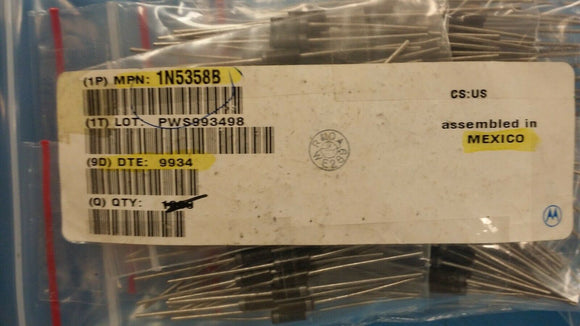 (1P) MPN: 1N5358B
CS:US
(1T) LOT: PWS993498
assembled in
MEXICO
(9D) DTE: 9934
(Q) QTY: